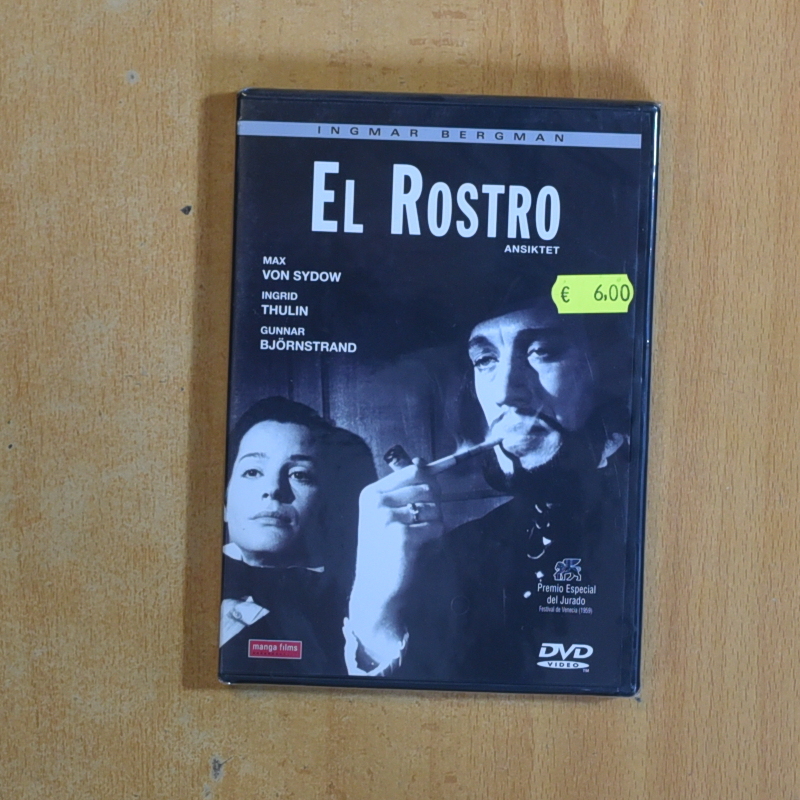 INGMAR BERGMAN
EL ROSTRO
ANSIKTET
MAX
VON SYDOW
INGRID
THULIN
GUNNAR
BJÖRNSTRAND
€ 6,00
Premio Especial
del Jurado
Festival de Venecia (1959)
manga films
DVD
VIDEO
TM